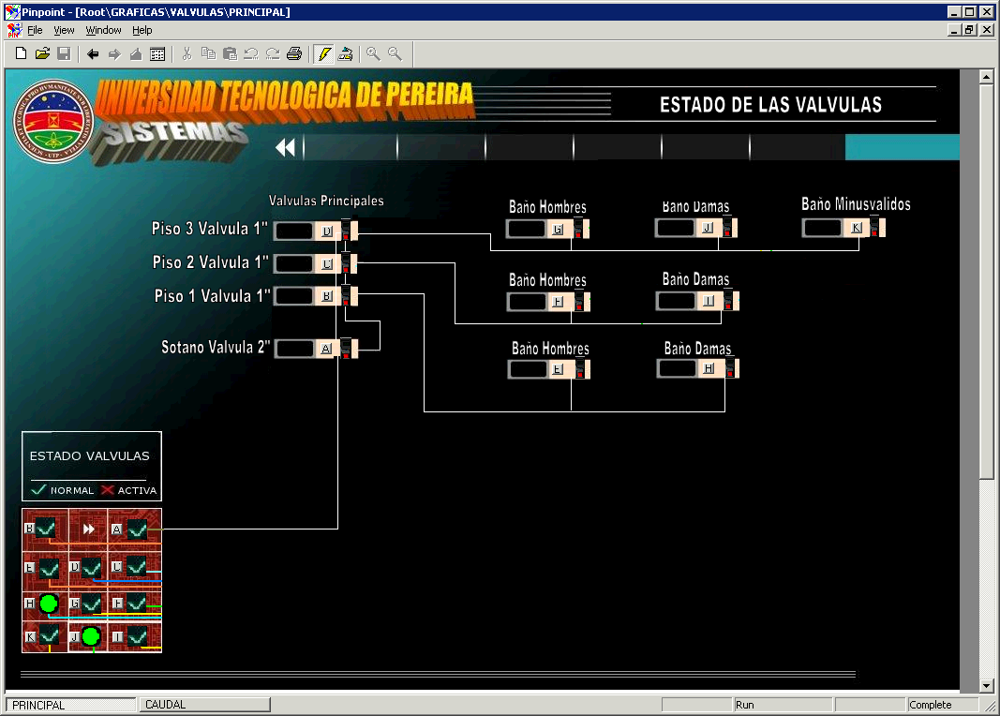 Pinpoint - [Root\GRAFICAS\VALVULAS\PRINCIPAL]
File View Window Help
UNIVERSIDAD TECNOLOGICA DE PEREIRA
SISTEMAS
ESTADO DE LAS VALVULAS
Valvulas Principales
Baño Hombres Bano Damas Baño Minusvalidos
Piso 3 Valvula 1" D G J K
Piso 2 Valvula 1" C
Baño Hombres Baño Damas
Piso 1 Valvula 1" B F I
Sotano Valvula 2" A
Baño Hombres Baño Damas
E H
ESTADO VALVULAS
NORMAL ACTIVA
B A
E D C
H G F
K J I
PRINCIPAL CAUDAL Run Complete